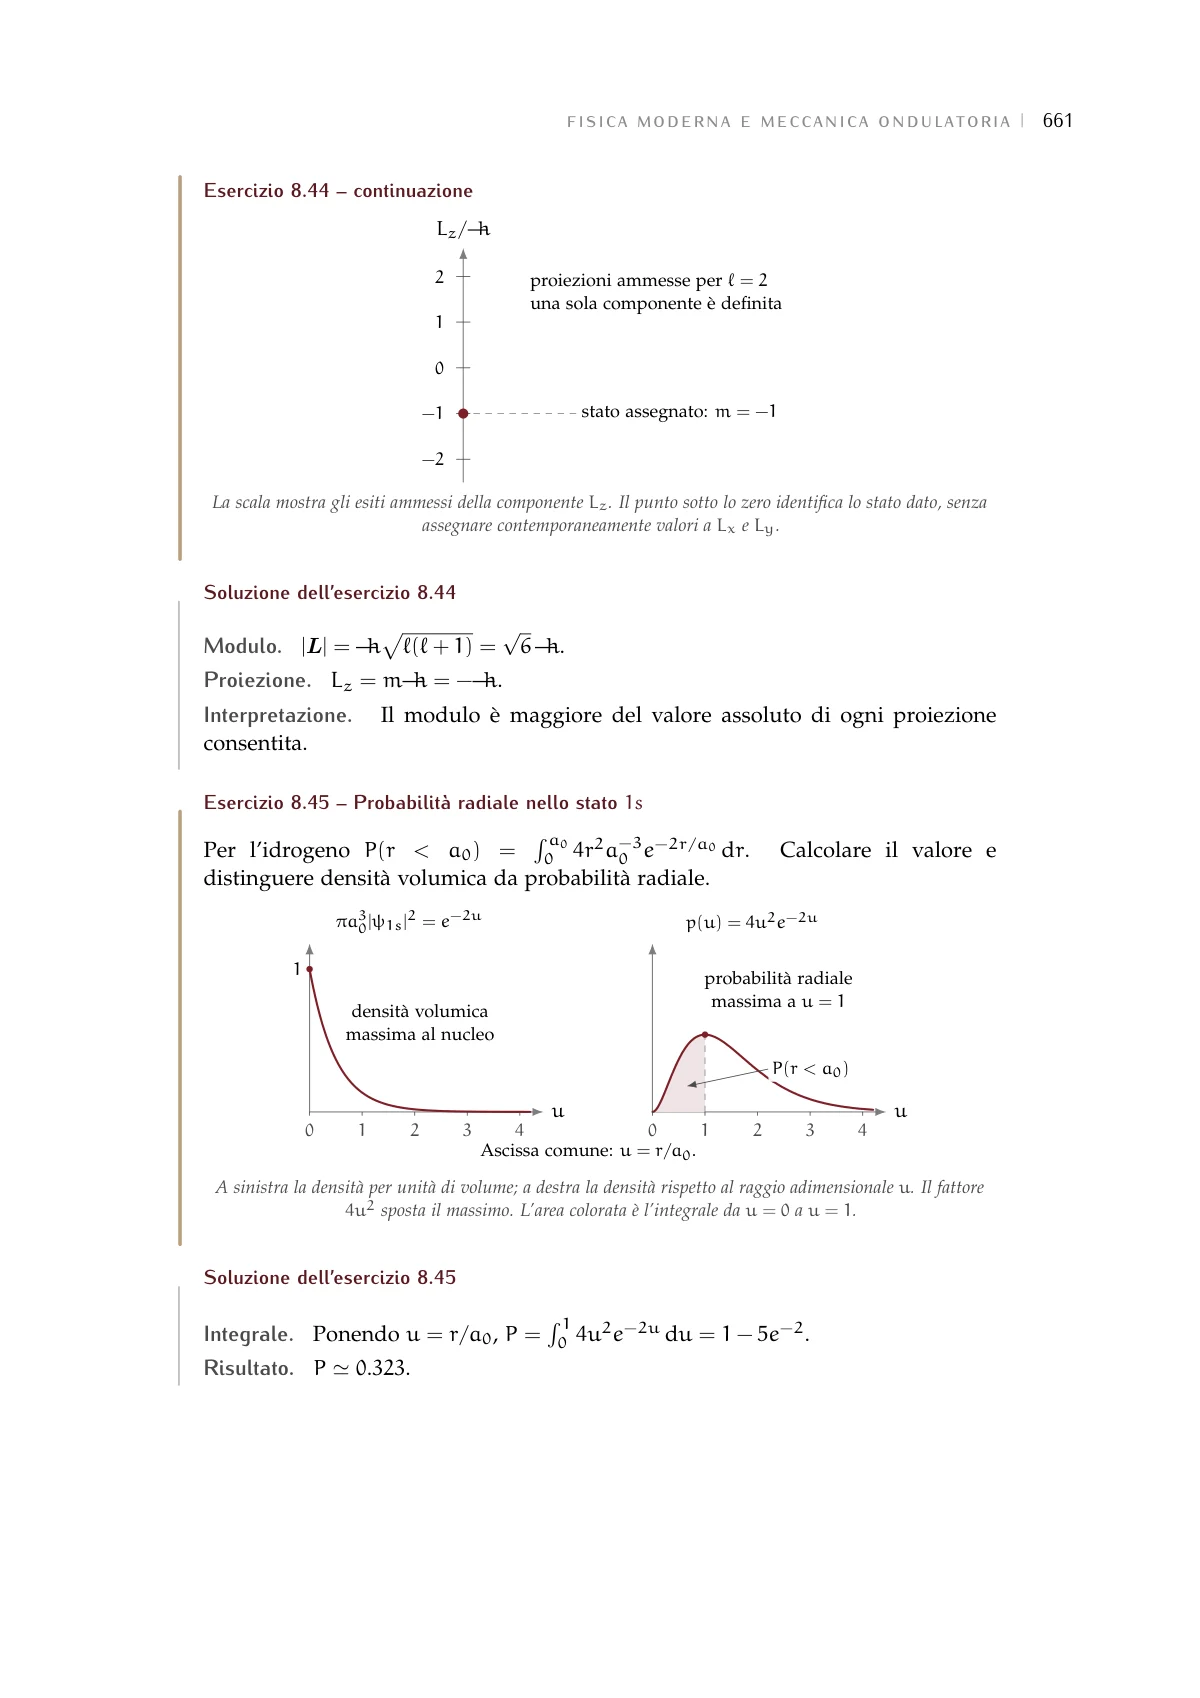 FISICA MODERNA E MECCANICA ONDULATORIA | 661
Esercizio 8.44 – continuazione
L_z/ℏ
2
proiezioni ammesse per ℓ = 2
una sola componente è definita
1
0
−1
stato assegnato: m = −1
−2
La scala mostra gli esiti ammessi della componente L_z. Il punto sotto lo zero identifica lo stato dato, senza
assegnare contemporaneamente valori a L_x e L_y.
Soluzione dell'esercizio 8.44
Modulo. |L| = ℏ√(ℓ(ℓ + 1)) = √6 ℏ.
Proiezione. L_z = mℏ = −ℏ.
Interpretazione. Il modulo è maggiore del valore assoluto di ogni proiezione
consentita.
Esercizio 8.45 – Probabilità radiale nello stato 1s
Per l'idrogeno P(r < a₀) = ∫₀^{a₀} 4r²a₀⁻³e^{−2r/a₀} dr. Calcolare il valore e
distinguere densità volumica da probabilità radiale.
πa₀³|ψ₁ₛ|² = e^{−2u}
1
densità volumica
massima al nucleo
u
0 1 2 3 4
p(u) = 4u²e^{−2u}
probabilità radiale
massima a u = 1
P(r < a₀)
u
0 1 2 3 4
Ascissa comune: u = r/a₀.
A sinistra la densità per unità di volume; a destra la densità rispetto al raggio adimensionale u. Il fattore
4u² sposta il massimo. L'area colorata è l'integrale da u = 0 a u = 1.
Soluzione dell'esercizio 8.45
Integrale. Ponendo u = r/a₀, P = ∫₀¹ 4u²e^{−2u} du = 1 − 5e⁻².
Risultato. P ≃ 0.323.